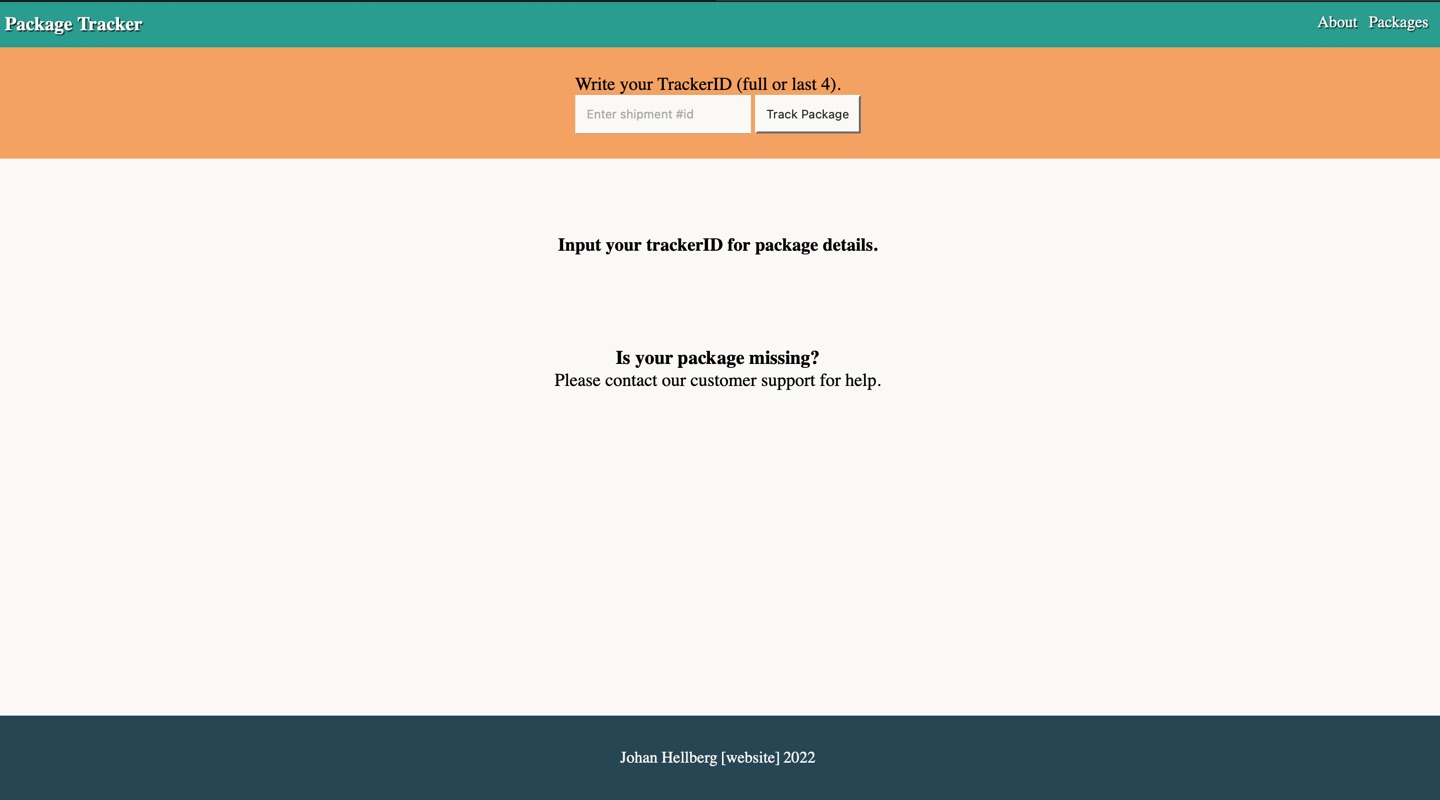 Package Tracker
About Packages
Write your TrackerID (full or last 4).
Enter shipment #id
Track Package
Input your trackerID for package details.
Is your package missing?
Please contact our customer support for help.
Johan Hellberg [website] 2022